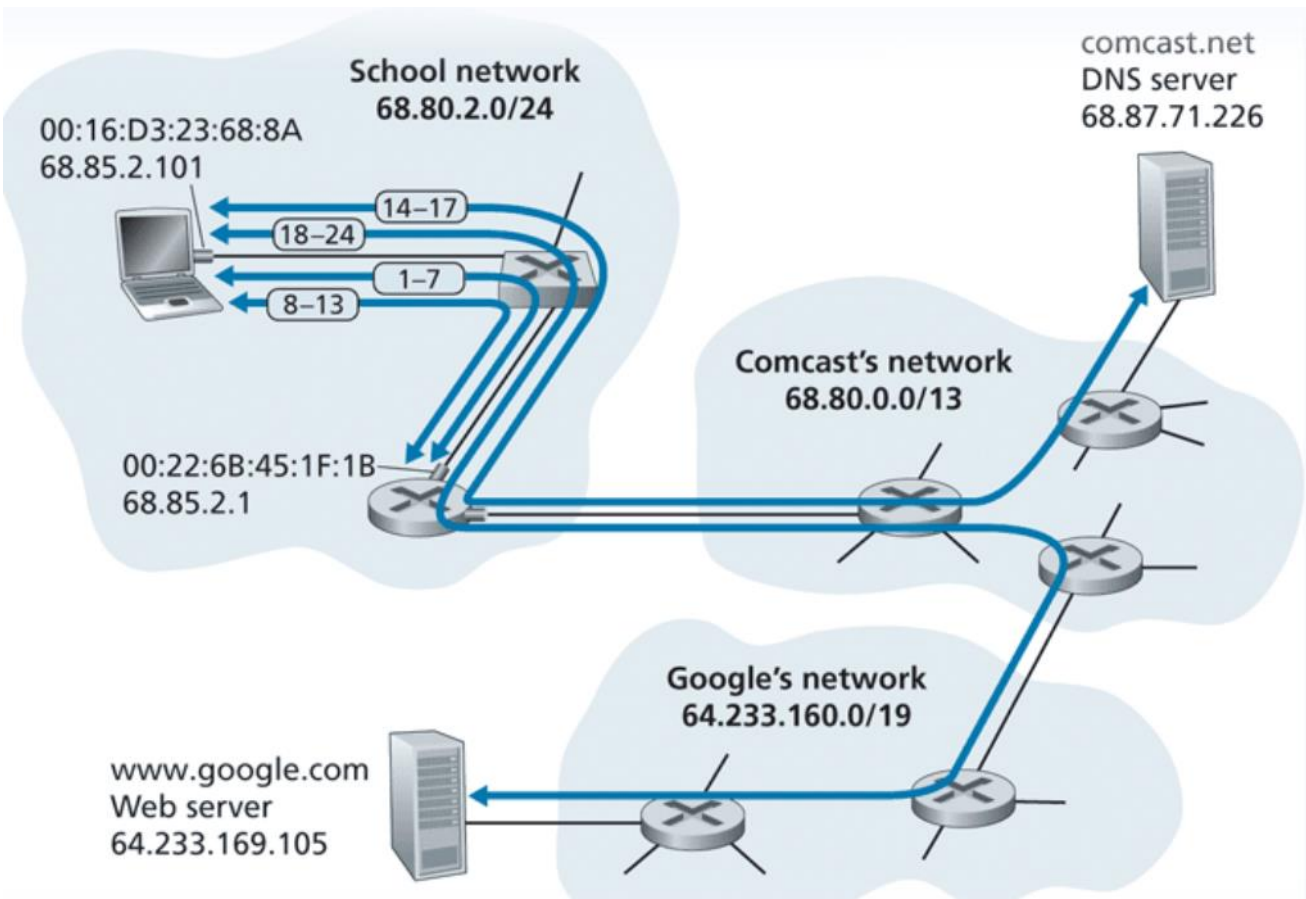 School network
68.80.2.0/24
comcast.net
DNS server
68.87.71.226
00:16:D3:23:68:8A
68.85.2.101
14–17
18–24
1–7
8–13
Comcast's network
68.80.0.0/13
00:22:6B:45:1F:1B
68.85.2.1
Google's network
64.233.160.0/19
www.google.com
Web server
64.233.169.105